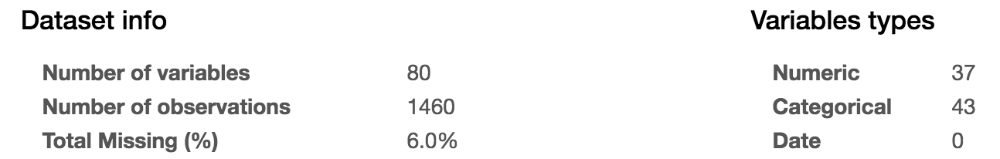 Dataset info
Number of variables 80
Number of observations 1460
Total Missing (%) 6.0%
Variables types
Numeric 37
Categorical 43
Date 0